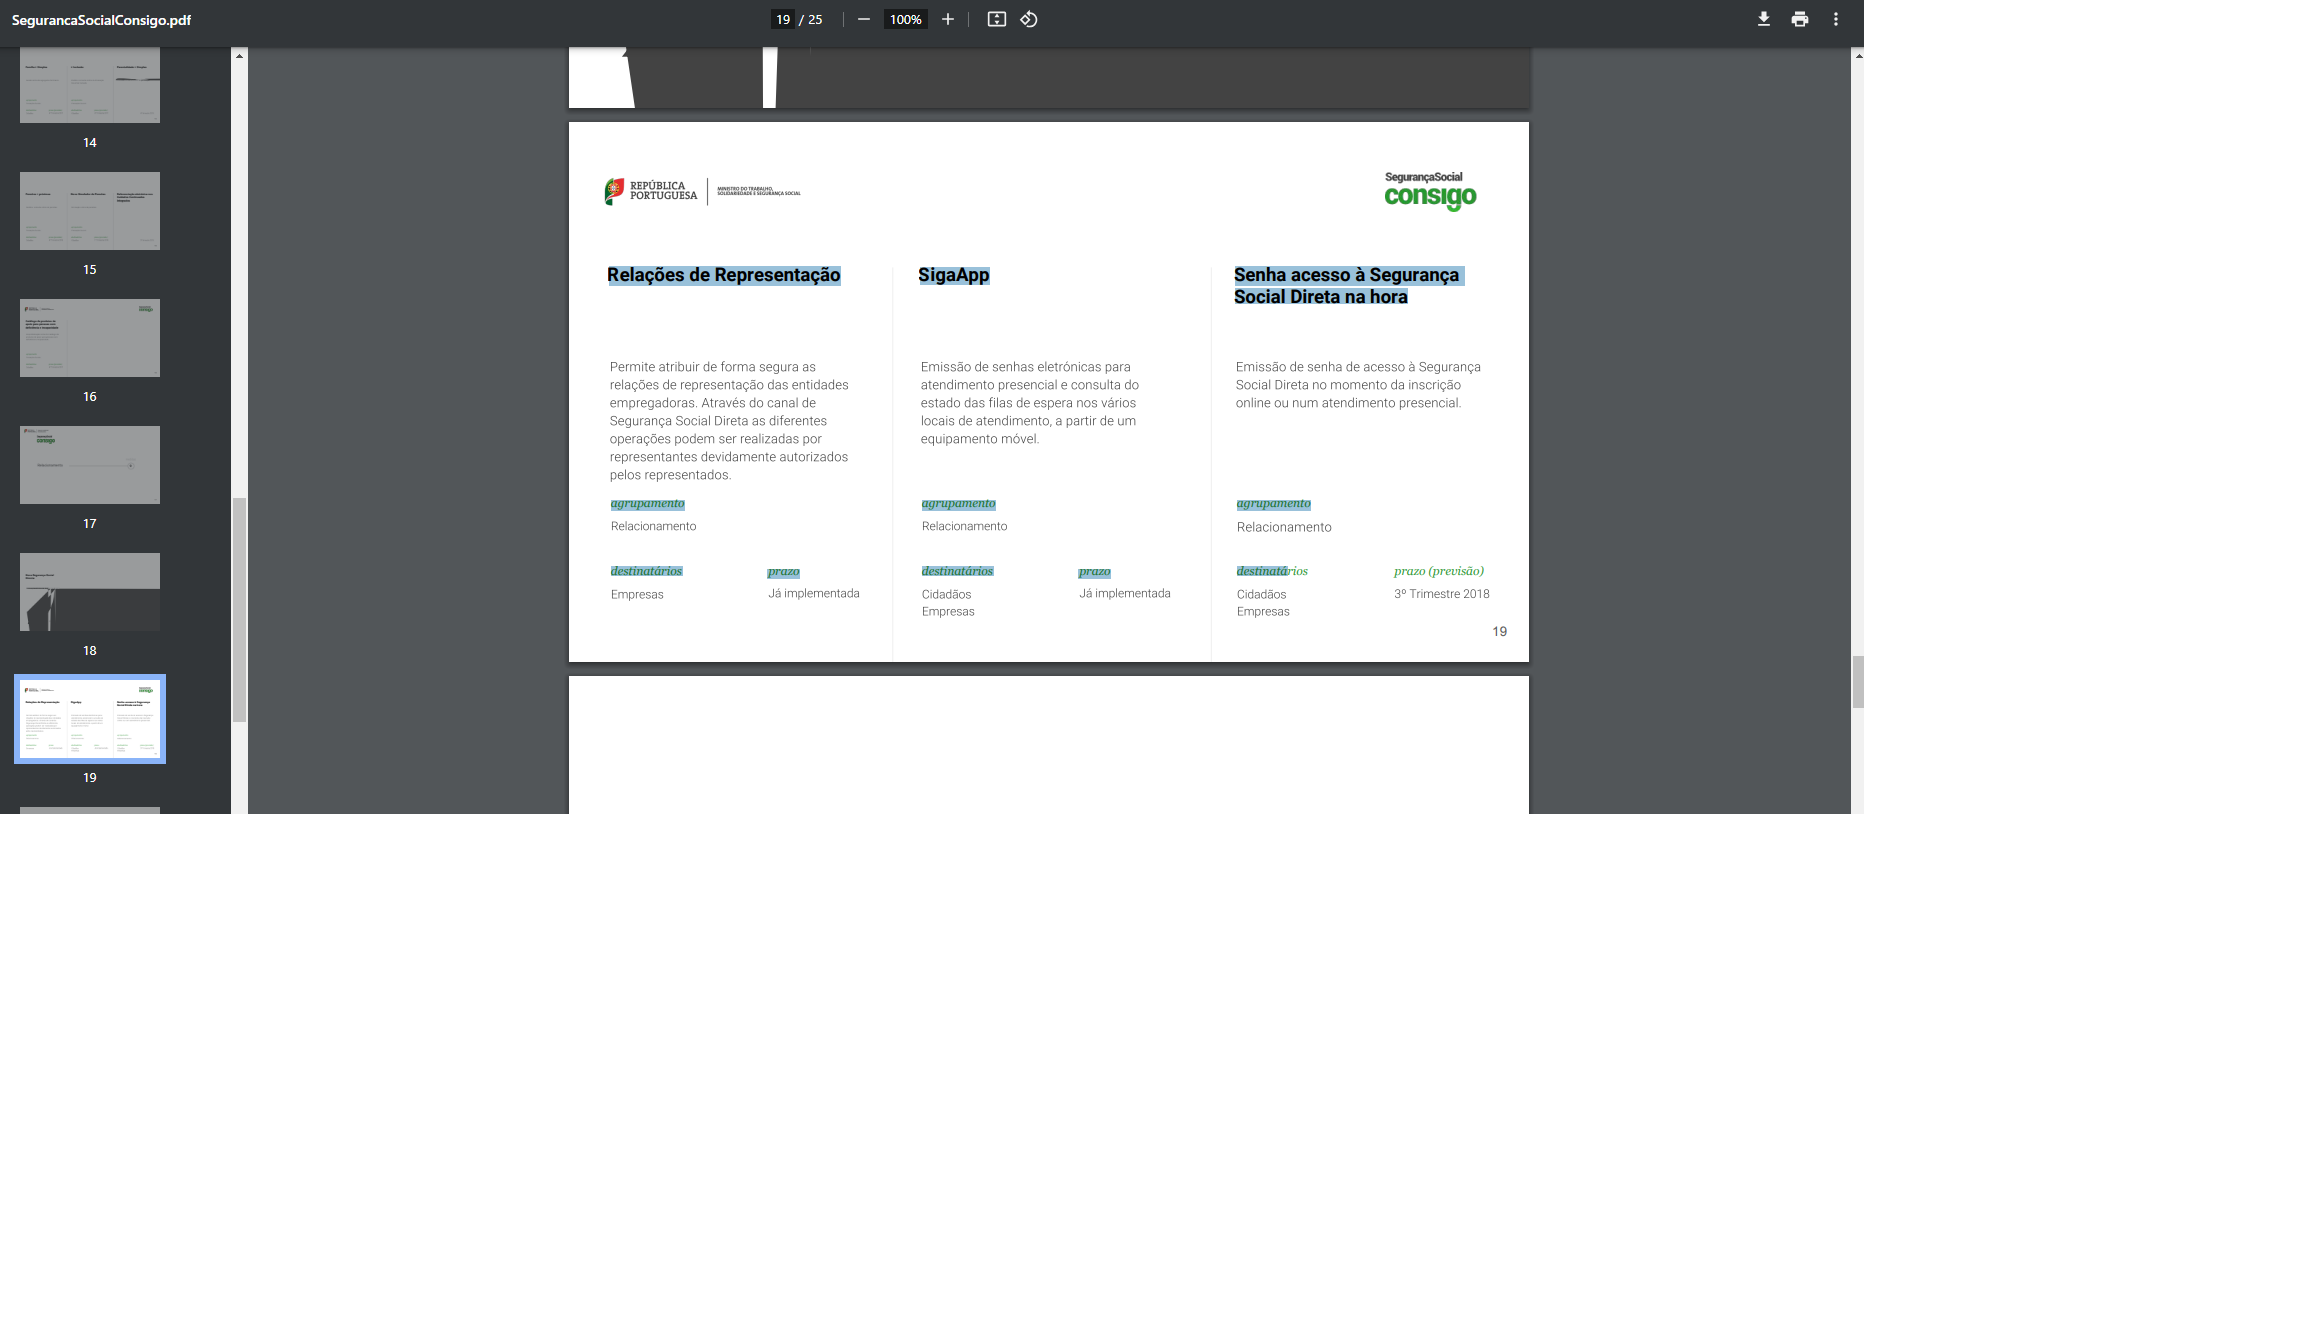 SegurancaSocialConsigo.pdf
19 / 25
100%
14
15
16
17
18
19
REPÚBLICA
PORTUGUESA
MINISTRO DO TRABALHO,
SOLIDARIEDADE E SEGURANÇA SOCIAL
SegurançaSocial
consigo
Relações de Representação
Permite atribuir de forma segura as
relações de representação das entidades
empregadoras. Através do canal de
Segurança Social Direta as diferentes
operações podem ser realizadas por
representantes devidamente autorizados
pelos representados.
agrupamento
Relacionamento
destinatários
Empresas
prazo
Já implementada
SigaApp
Emissão de senhas eletrónicas para
atendimento presencial e consulta do
estado das filas de espera nos vários
locais de atendimento, a partir de um
equipamento móvel.
agrupamento
Relacionamento
destinatários
Cidadãos
Empresas
prazo
Já implementada
Senha acesso à Segurança
Social Direta na hora
Emissão de senha de acesso à Segurança
Social Direta no momento da inscrição
online ou num atendimento presencial.
agrupamento
Relacionamento
destinatários
Cidadãos
Empresas
prazo (previsão)
3º Trimestre 2018
19